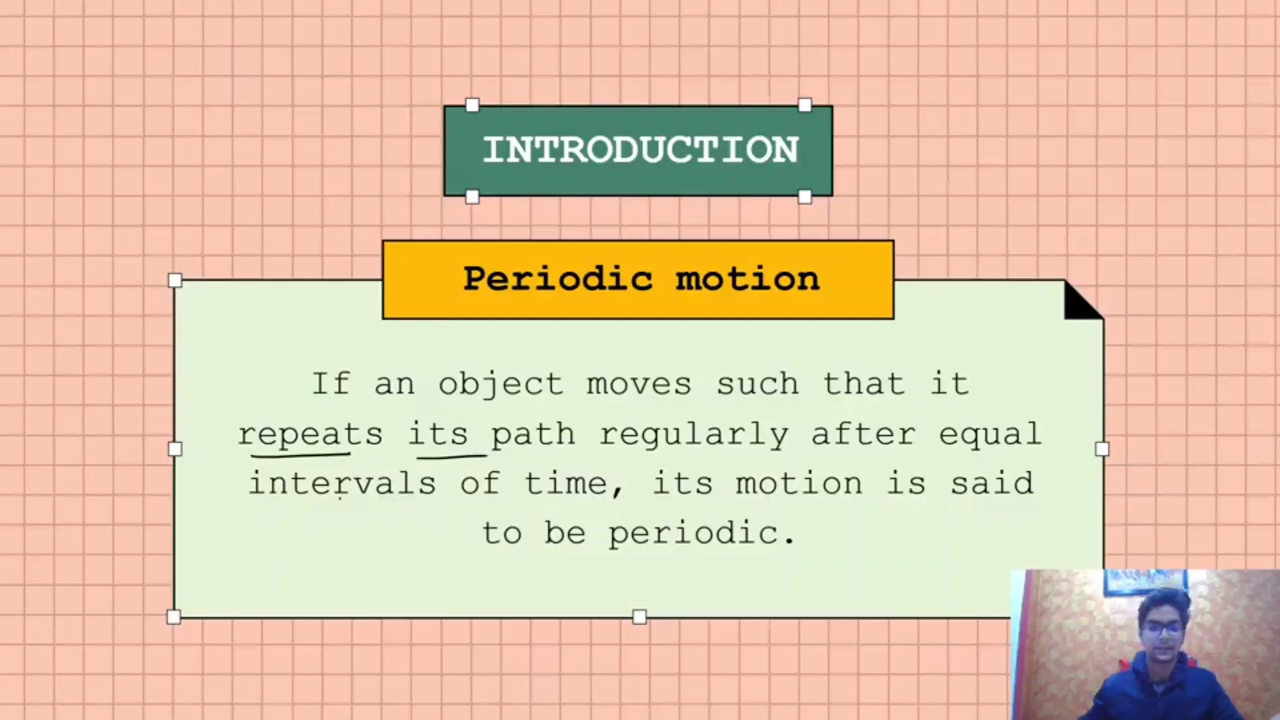 INTRODUCTION
Periodic motion
If an object moves such that it
repeats its path regularly after equal
intervals of time, its motion is said
to be periodic.